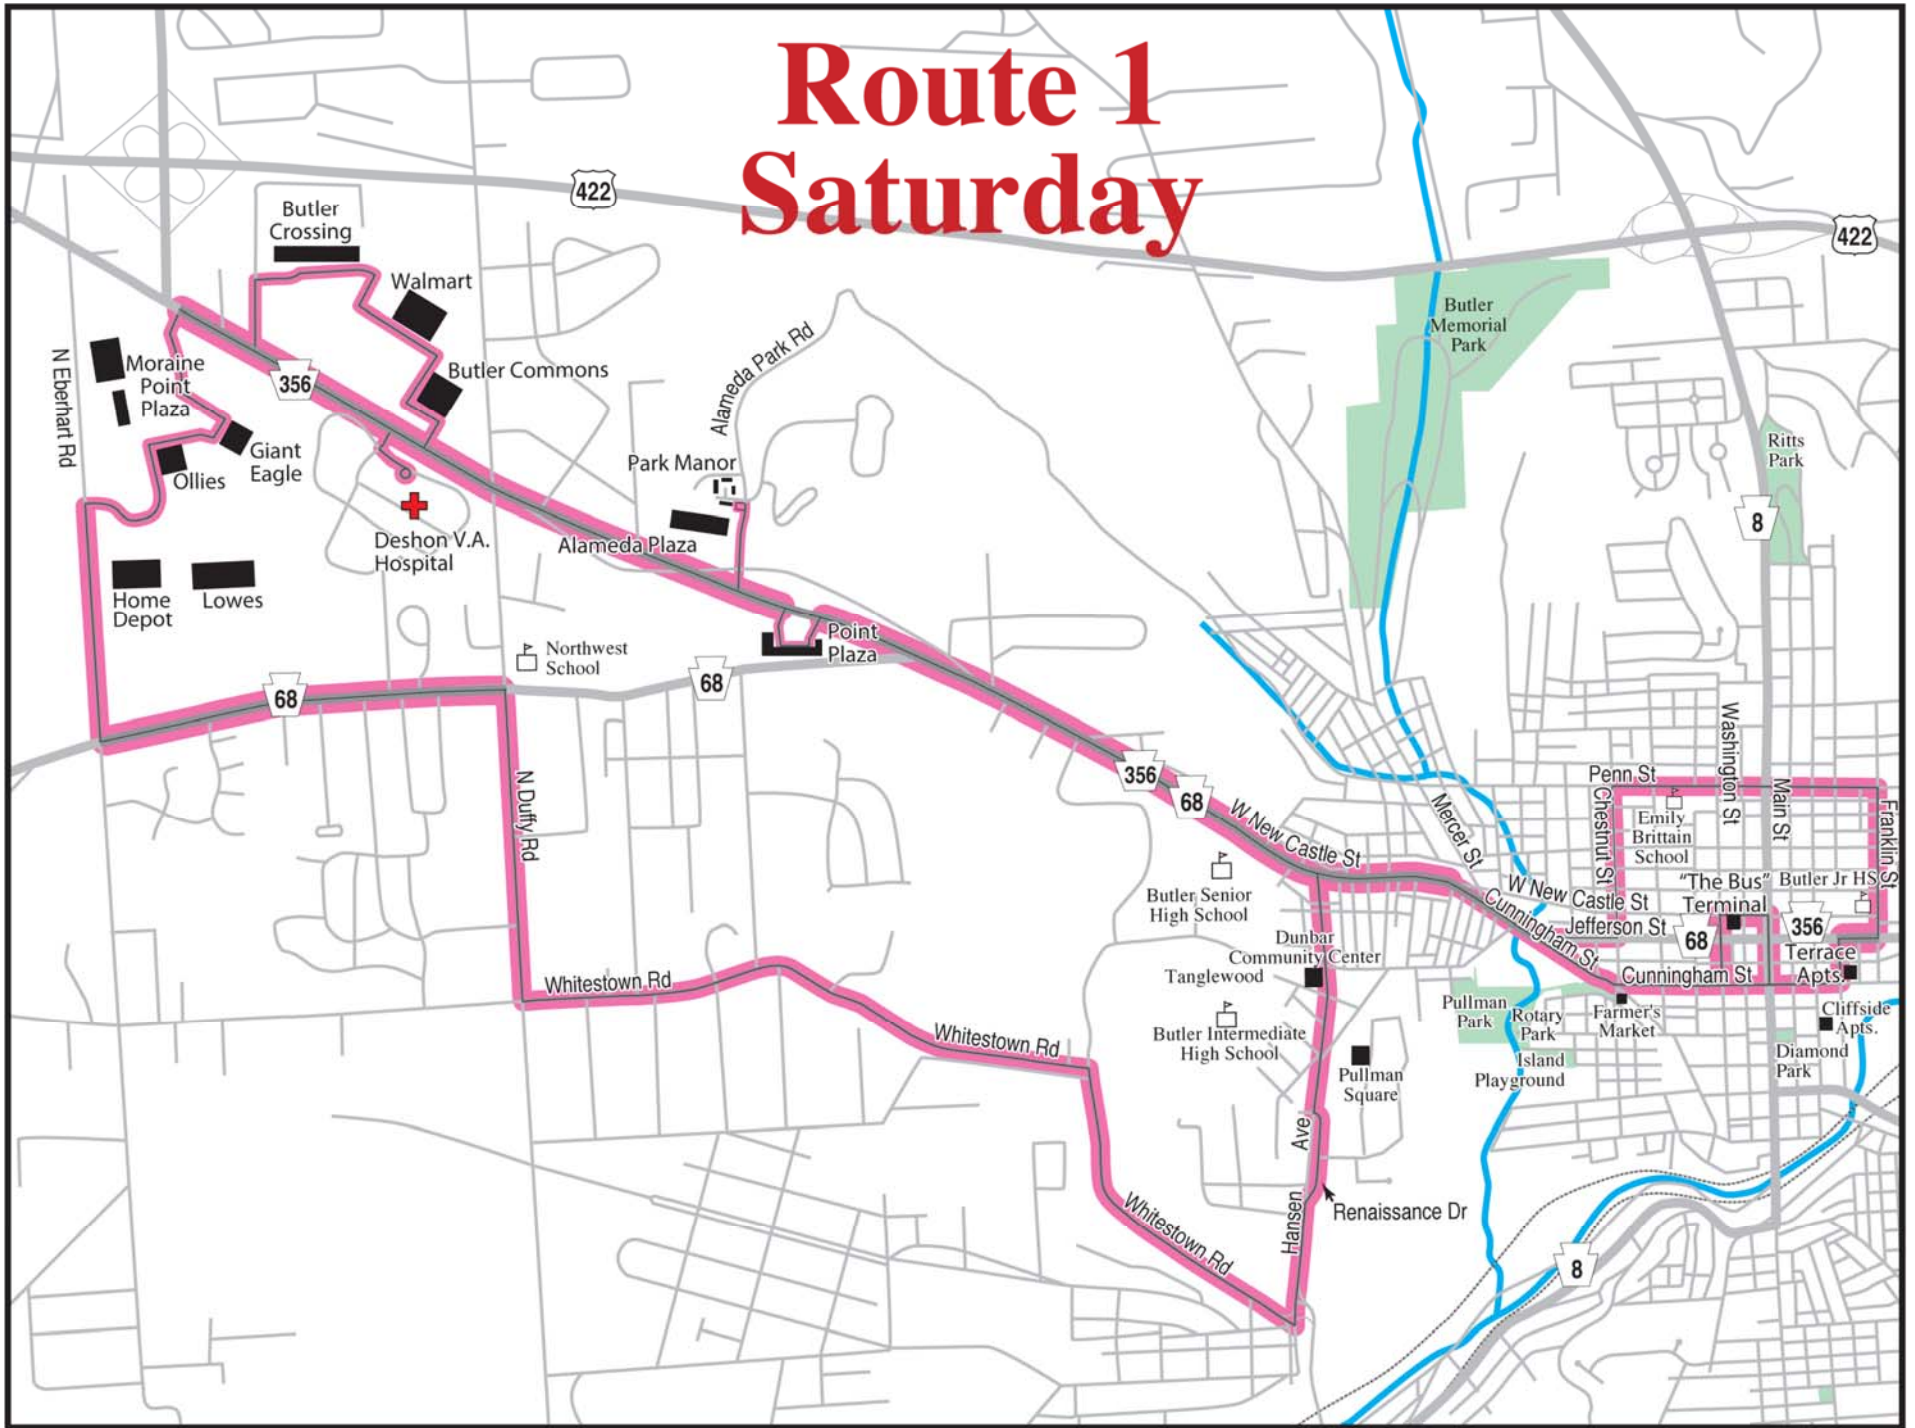 Route 1
Saturday
422
422
Butler
Crossing
Walmart
Butler
Memorial
Park
N Eberhart Rd
Moraine
Point
Plaza
356
Butler Commons
Alameda Park Rd
Giant
Eagle
Ollies
Park Manor
Ritts
Park
8
Deshon V.A.
Hospital
Alameda Plaza
Home
Depot
Lowes
Northwest
School
Point
Plaza
68
68
N Duffy Rd
356
68
W New Castle St
Mercer St
Penn St
Chestnut St
Washington St
Main St
Franklin St
Emily
Brittain
School
"The Bus"
Terminal
Butler Jr HS
W New Castle St
Jefferson St
68
356
Cunningham St
Cunningham St
Terrace
Apts.
Butler Senior
High School
Dunbar
Community Center
Tanglewood
Butler Intermediate
High School
Pullman
Square
Pullman
Park
Rotary
Park
Island
Playground
Farmer's
Market
Cliffside
Apts.
Diamond
Park
Whitestown Rd
Whitestown Rd
Whitestown Rd
Hansen
Ave
Renaissance Dr
8